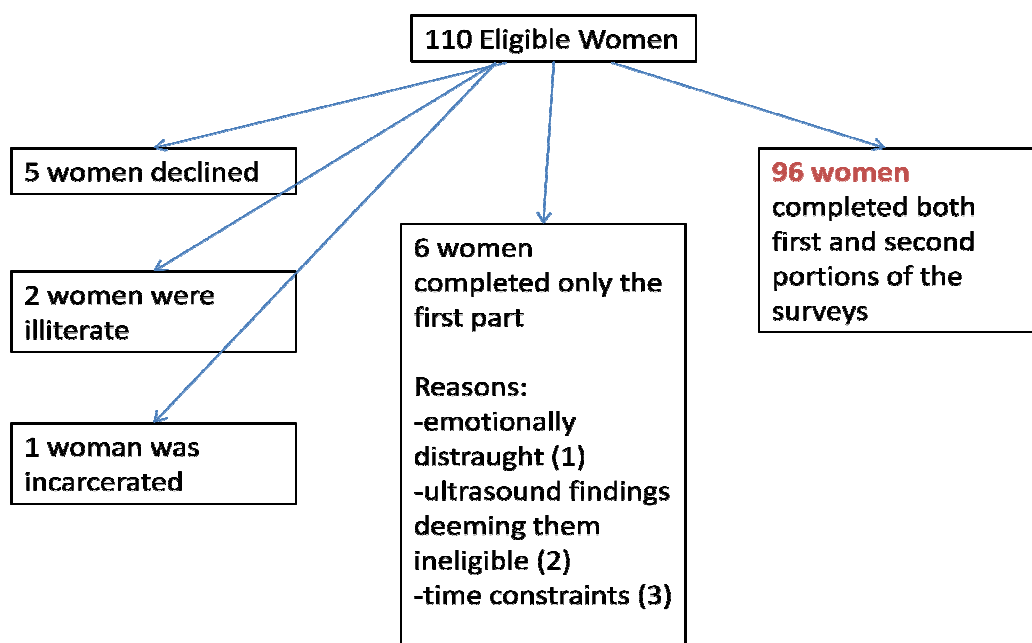 110 Eligible Women
5 women declined
2 women were
illiterate
1 woman was
incarcerated
6 women
completed only the
first part
Reasons:
-emotionally
distraught (1)
-ultrasound findings
deeming them
ineligible (2)
-time constraints (3)
96 women
completed both
first and second
portions of the
surveys